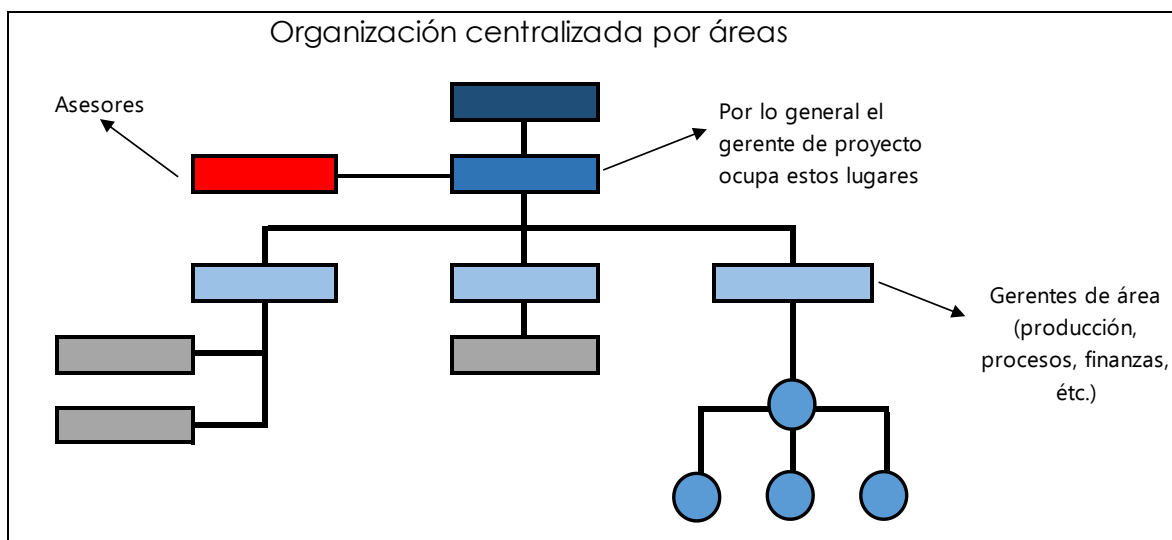 Organización centralizada por áreas
Asesores
Por lo general el
gerente de proyecto
ocupa estos lugares
Gerentes de área
(producción,
procesos, finanzas,
étc.)